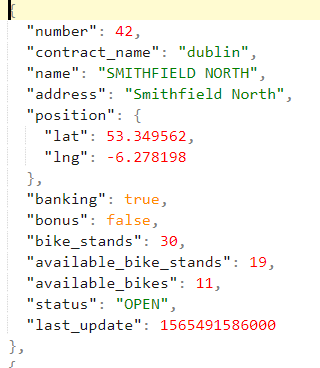 {
"number": 42,
"contract_name": "dublin",
"name": "SMITHFIELD NORTH",
"address": "Smithfield North",
"position": {
"lat": 53.349562,
"lng": -6.278198
},
"banking": true,
"bonus": false,
"bike_stands": 30,
"available_bike_stands": 19,
"available_bikes": 11,
"status": "OPEN",
"last_update": 1565491586000
},
{